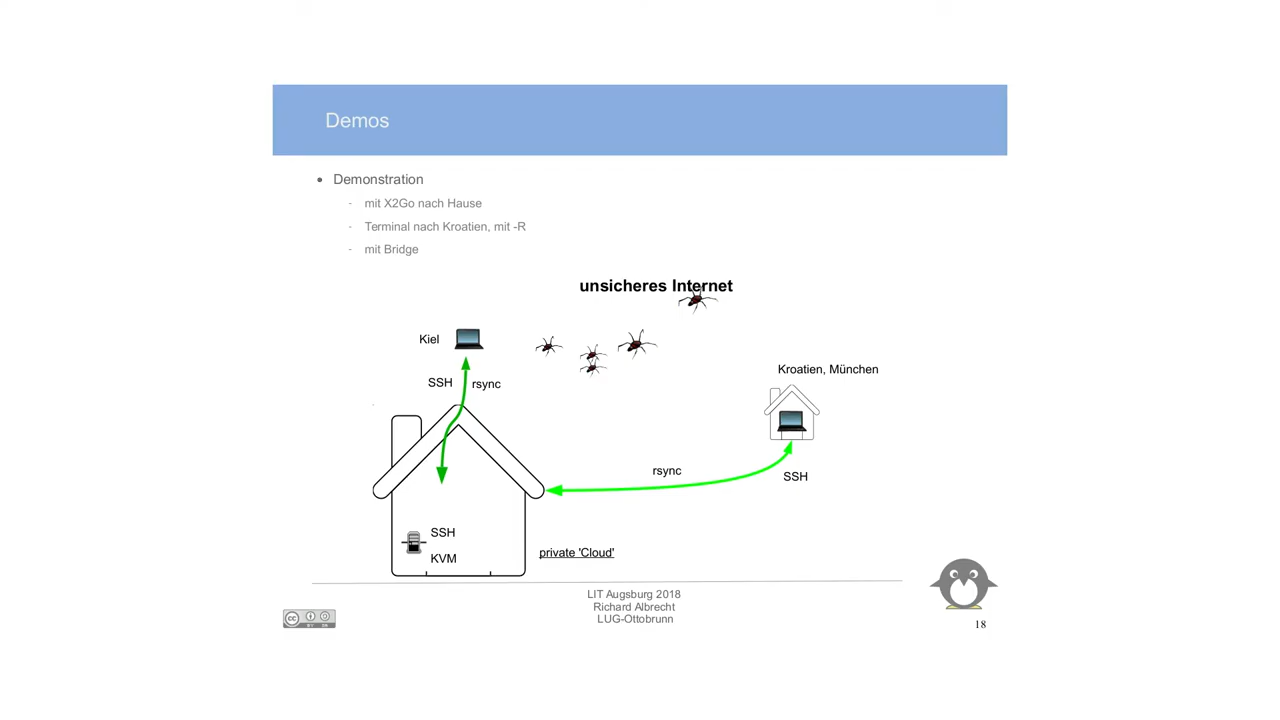 Demos
• Demonstration
- mit X2Go nach Hause
- Terminal nach Kroatien, mit -R
- mit Bridge
unsicheres Internet
Kiel
Kroatien, München
SSH rsync
rsync
SSH
SSH
KVM
private 'Cloud'
LIT Augsburg 2018
Richard Albrecht
LUG-Ottobrunn
cc
18